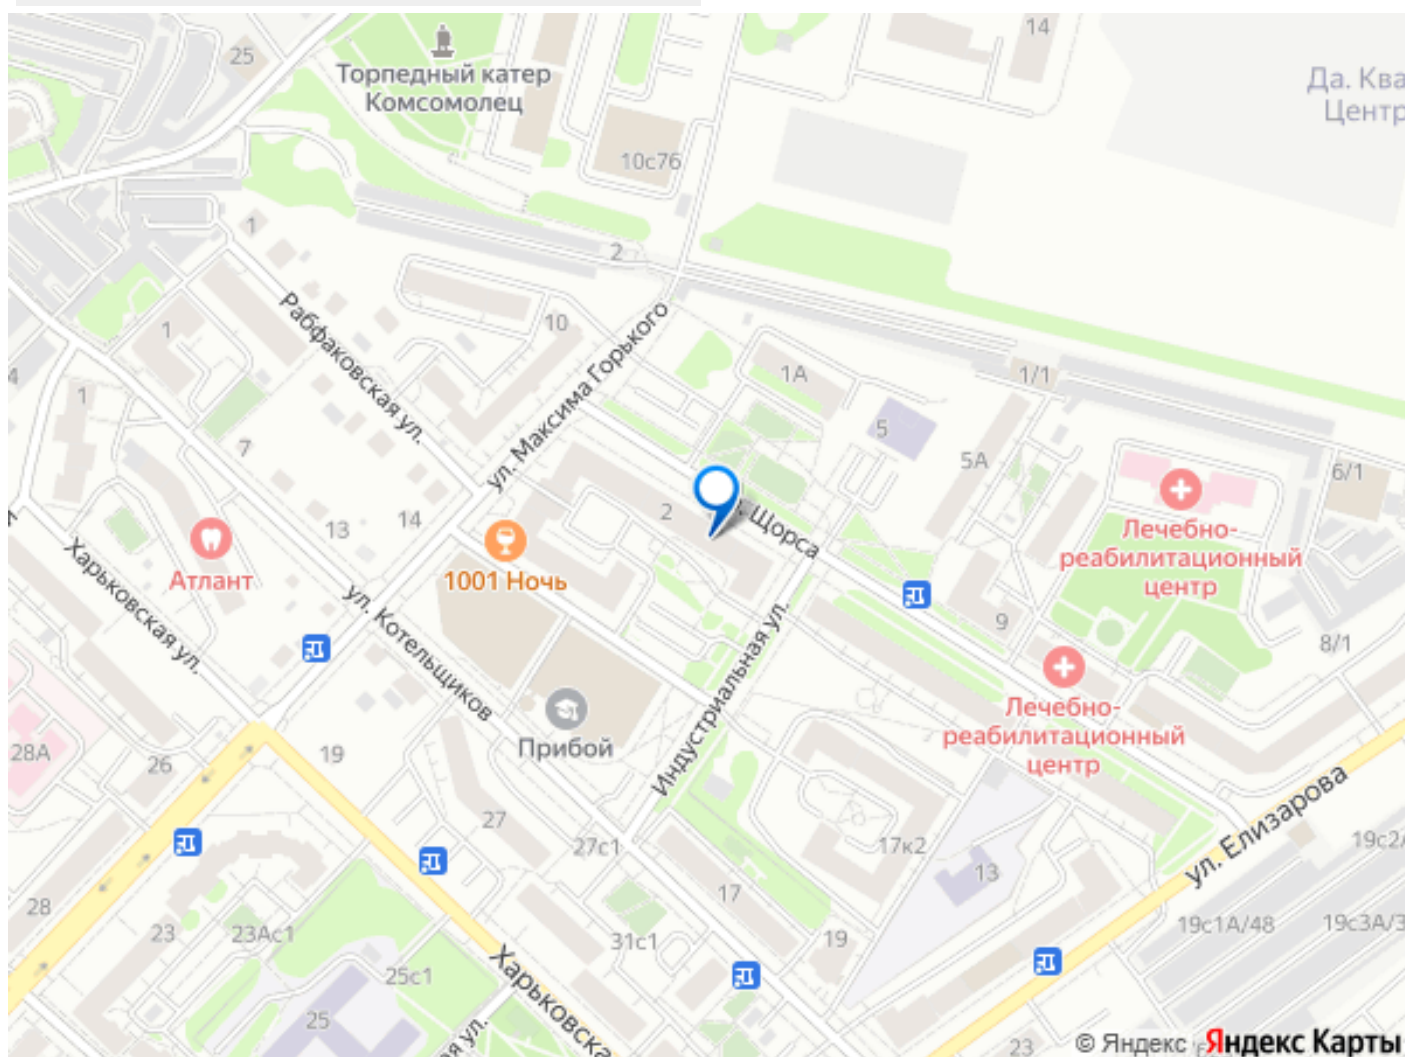 25
Торпедный катер
Комсомолец
14
Да. Ква
Центр
10с76
1
2
Рабфаковская ул.
10
ул. Максима Горького
1
1А
1/1
4
1
5
7
5А
6/1
2
Щорса
Лечебно-
реабилитационный
центр
13
14
Атлант
1001 Ночь
Харьковская ул.
ул. Котельщиков
Индустриальная ул.
9
8/1
Лечебно-
реабилитационный
центр
28А
26
19
Прибой
27
27с1
17к2
13
ул. Елизарова
19с2
28
23
23Ас1
17
31с1
19
19с1А/48
19с3А/3
25с1
25
Харьковска
я ул.
23
© Яндекс Яндекс Карты